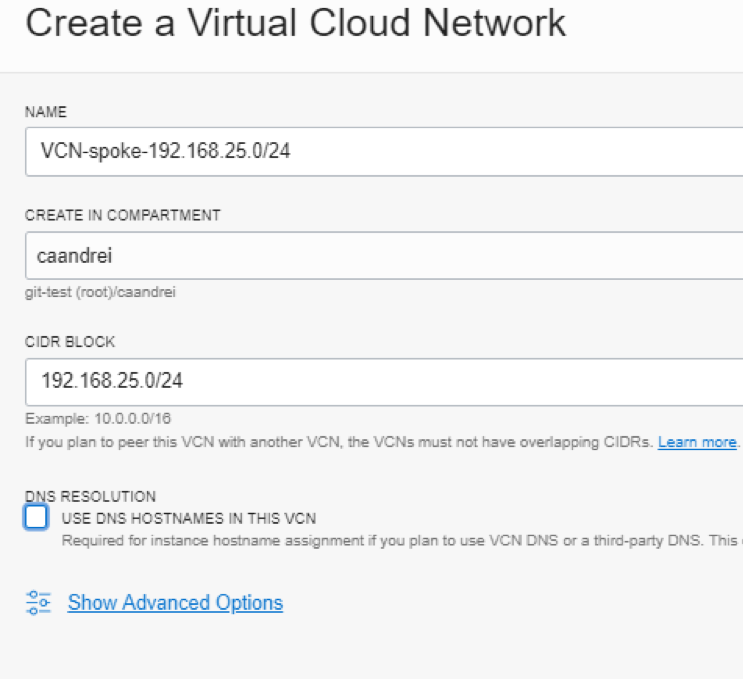 Create a Virtual Cloud Network
NAME
VCN-spoke-192.168.25.0/24
CREATE IN COMPARTMENT
caandrei
git-test (root)/caandrei
CIDR BLOCK
192.168.25.0/24
Example: 10.0.0.0/16
If you plan to peer this VCN with another VCN, the VCNs must not have overlapping CIDRs. Learn more.
DNS RESOLUTION
USE DNS HOSTNAMES IN THIS VCN
Required for instance hostname assignment if you plan to use VCN DNS or a third-party DNS. This
Show Advanced Options